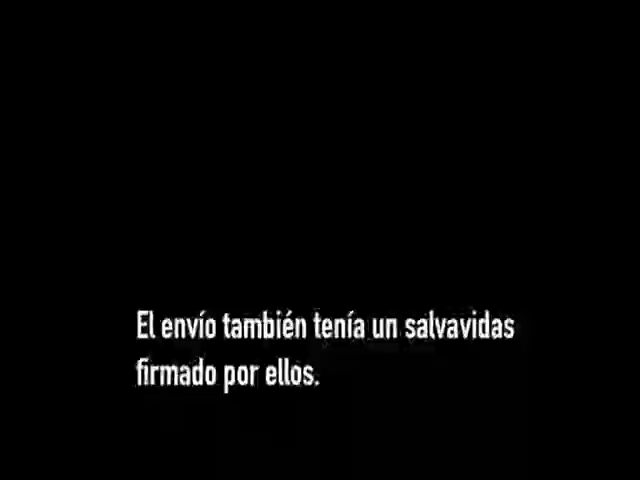 El envío también tenía un salvavidas
firmado por ellos.